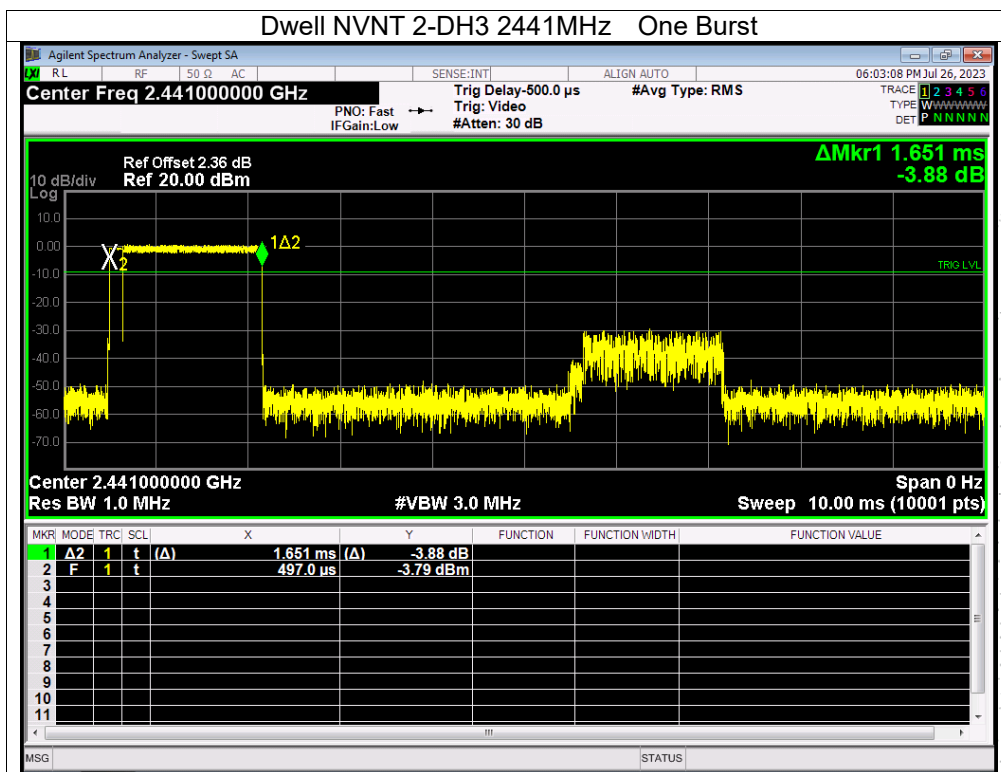 Dwell NVNT 2-DH3 2441MHz One Burst
Agilent Spectrum Analyzer - Swept SA
LXI RL RF 50 Ω AC SENSE:INT ALIGN AUTO 06:03:08 PM Jul 26, 2023
Center Freq 2.441000000 GHz Trig Delay-500.0 µs #Avg Type: RMS TRACE 1 2 3 4 5 6
PNO: Fast Trig: Video TYPE WWWWWW
IFGain:Low #Atten: 30 dB DET P N N N N N
ΔMkr1 1.651 ms
-3.88 dB
Ref Offset 2.36 dB
10 dB/div Ref 20.00 dBm
Log
10.0
0.00
-10.0
-20.0
-30.0
-40.0
-50.0
-60.0
-70.0
X2
1Δ2
TRIG LVL
Center 2.441000000 GHz Span 0 Hz
Res BW 1.0 MHz #VBW 3.0 MHz Sweep 10.00 ms (10001 pts)
MKR MODE TRC SCL X Y FUNCTION FUNCTION WIDTH FUNCTION VALUE
1 Δ2 1 t (Δ) 1.651 ms (Δ) -3.88 dB
2 F 1 t 497.0 µs -3.79 dBm
3
4
5
6
7
8
9
10
11
MSG STATUS